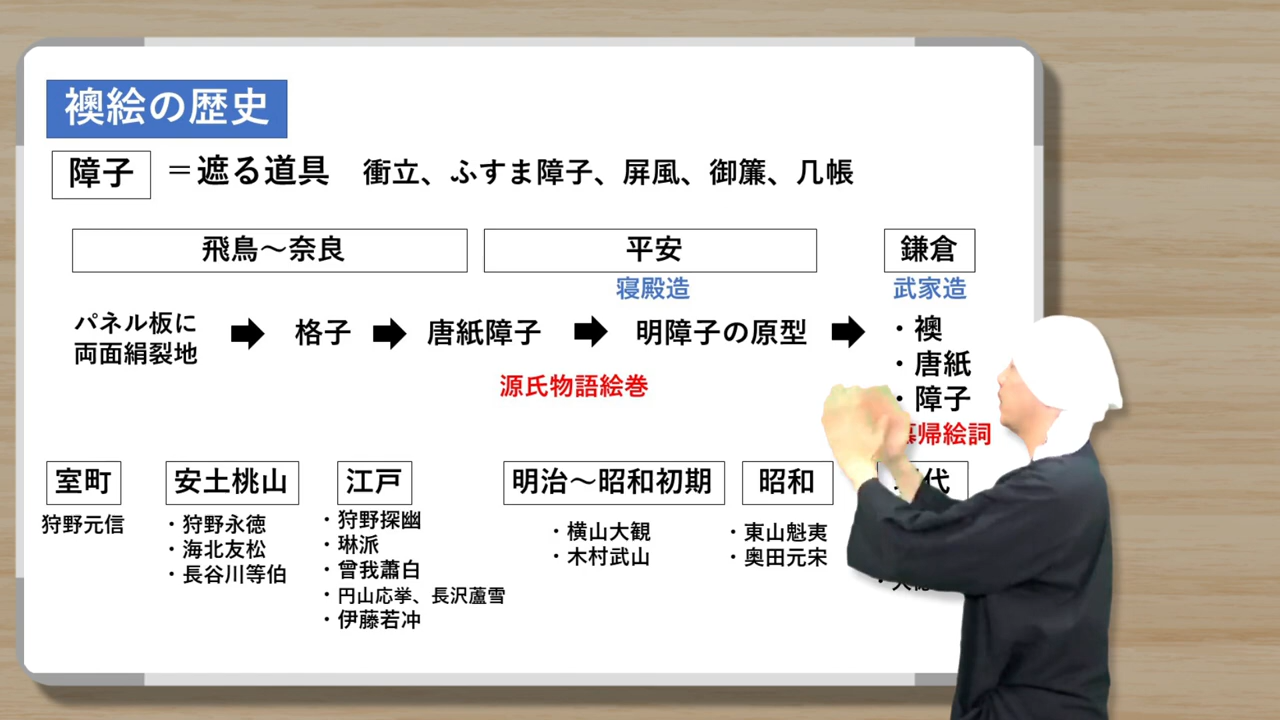 襖絵の歴史
障子 ＝遮る道具 衝立、ふすま障子、屏風、御簾、几帳
飛鳥～奈良 平安 鎌倉
寝殿造 武家造
パネル板に
両面絹裂地
格子 唐紙障子 明障子の原型
・襖
・唐紙
・障子
源氏物語絵巻
帰絵詞
室町 安土桃山 江戸 明治～昭和初期 昭和 代
狩野元信
・狩野永徳
・海北友松
・長谷川等伯
・狩野探幽
・琳派
・曾我蕭白
・円山応挙、長沢蘆雪
・伊藤若冲
・横山大観
・木村武山
・東山魁夷
・奥田元宋